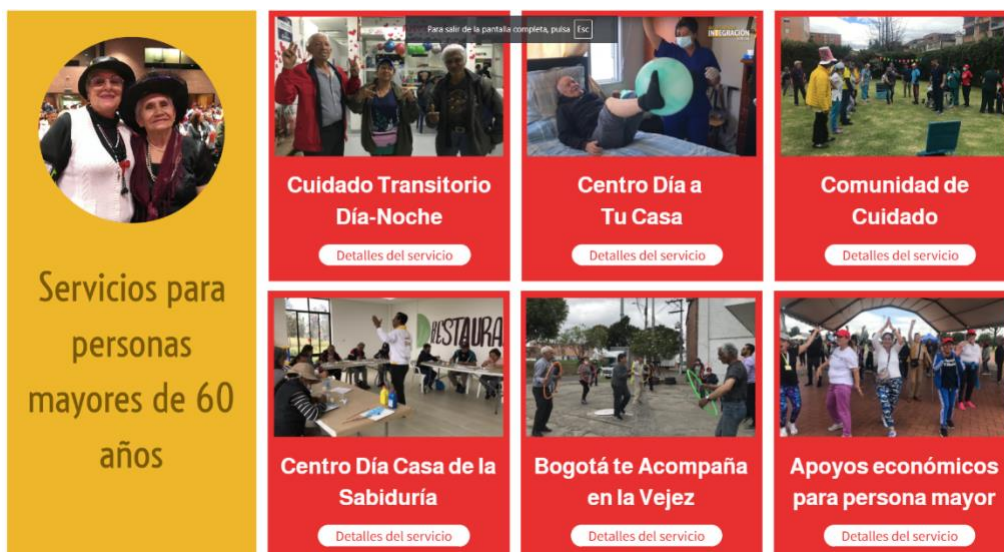 Para salir de la pantalla completa, pulsa Esc
INTEGRACIÓN
Servicios para
personas
mayores de 60
años
Cuidado Transitorio
Día-Noche
Detalles del servicio
Centro Día a
Tu Casa
Detalles del servicio
Comunidad de
Cuidado
Detalles del servicio
RESTAURA
Centro Día Casa de la
Sabiduría
Detalles del servicio
Bogotá te Acompaña
en la Vejez
Detalles del servicio
Apoyos económicos
para persona mayor
Detalles del servicio